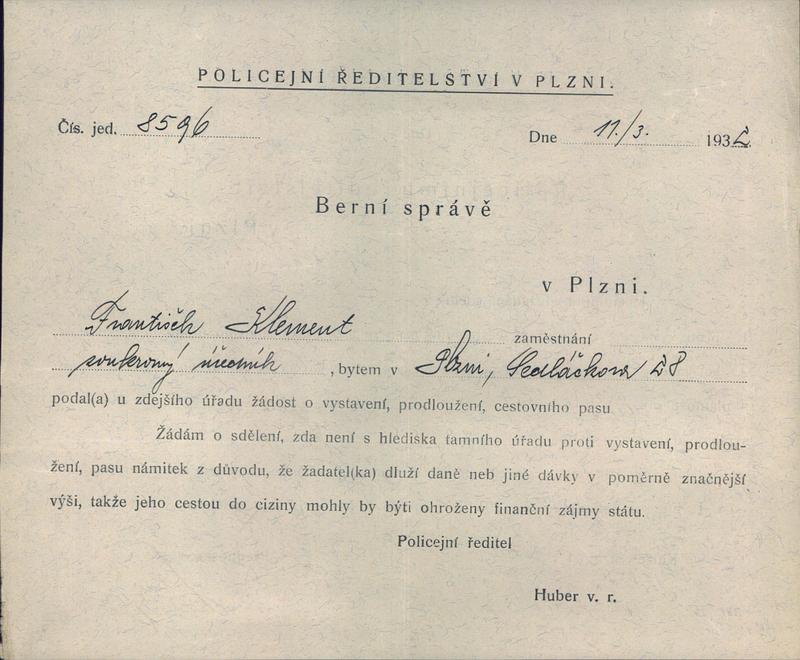 POLICEJNÍ ŘEDITELSTVÍ V PLZNI.
Čís. jed. 8596 Dne 11./3. 1932
Berní správě
v Plzni.
František Klement zaměstnání
soukromý úředník, bytem v Plzni, Sedláčkova 28
podal(a) u zdejšího úřadu žádost o vystavení, prodloužení, cestovního pasu
Žádám o sdělení, zda není s hlediska tamního úřadu proti vystavení, prodlou-
žení, pasu námitek z důvodu, že žadatel(ka) dluží daně neb jiné dávky v poměrně značnější
výši, takže jeho cestou do ciziny mohly by býti ohroženy finanční zájmy státu.
Policejní ředitel
Huber v. r.